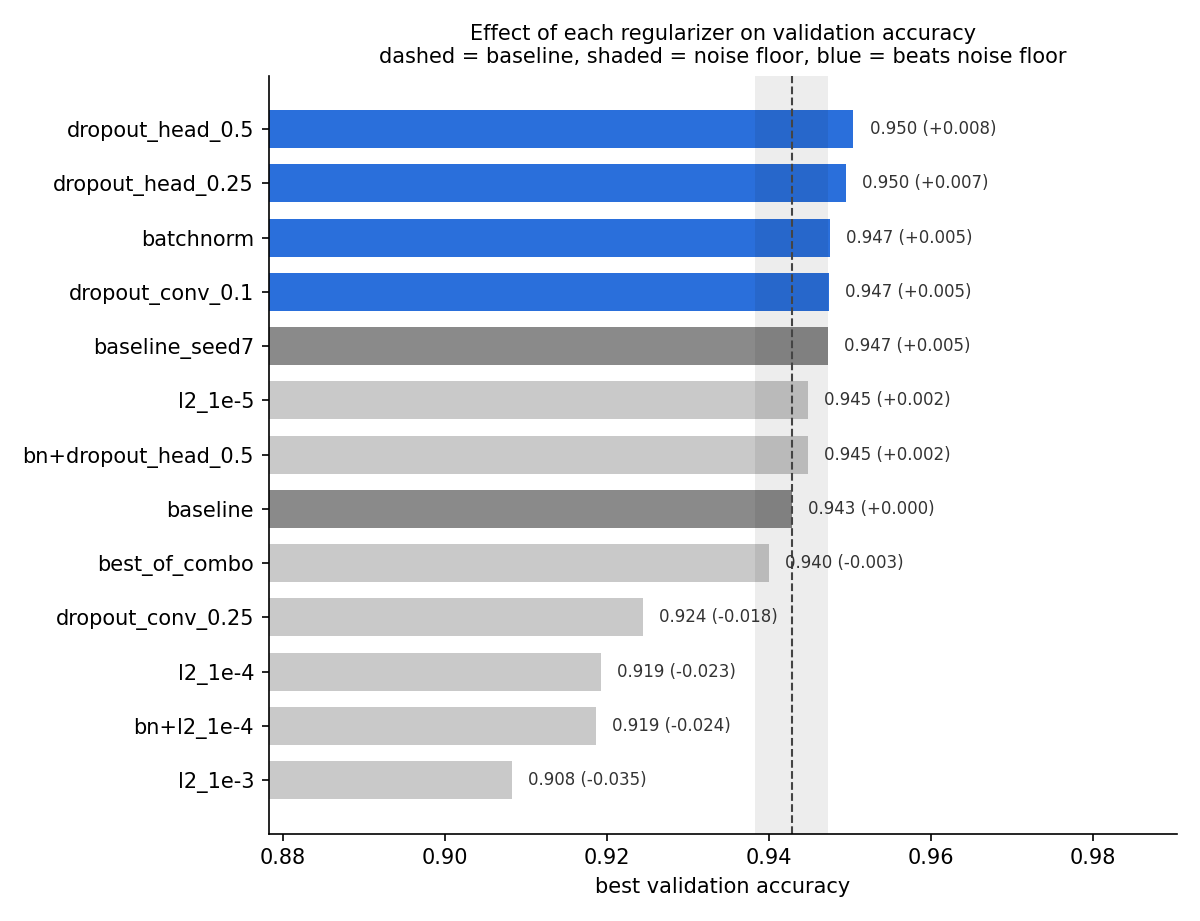 Effect of each regularizer on validation accuracy
dashed = baseline, shaded = noise floor, blue = beats noise floor
dropout_head_0.5 0.950 (+0.008)
dropout_head_0.25 0.950 (+0.007)
batchnorm 0.947 (+0.005)
dropout_conv_0.1 0.947 (+0.005)
baseline_seed7 0.947 (+0.005)
l2_1e-5 0.945 (+0.002)
bn+dropout_head_0.5 0.945 (+0.002)
baseline 0.943 (+0.000)
best_of_combo 0.940 (-0.003)
dropout_conv_0.25 0.924 (-0.018)
l2_1e-4 0.919 (-0.023)
bn+l2_1e-4 0.919 (-0.024)
l2_1e-3 0.908 (-0.035)
0.88 0.90 0.92 0.94 0.96 0.98
best validation accuracy